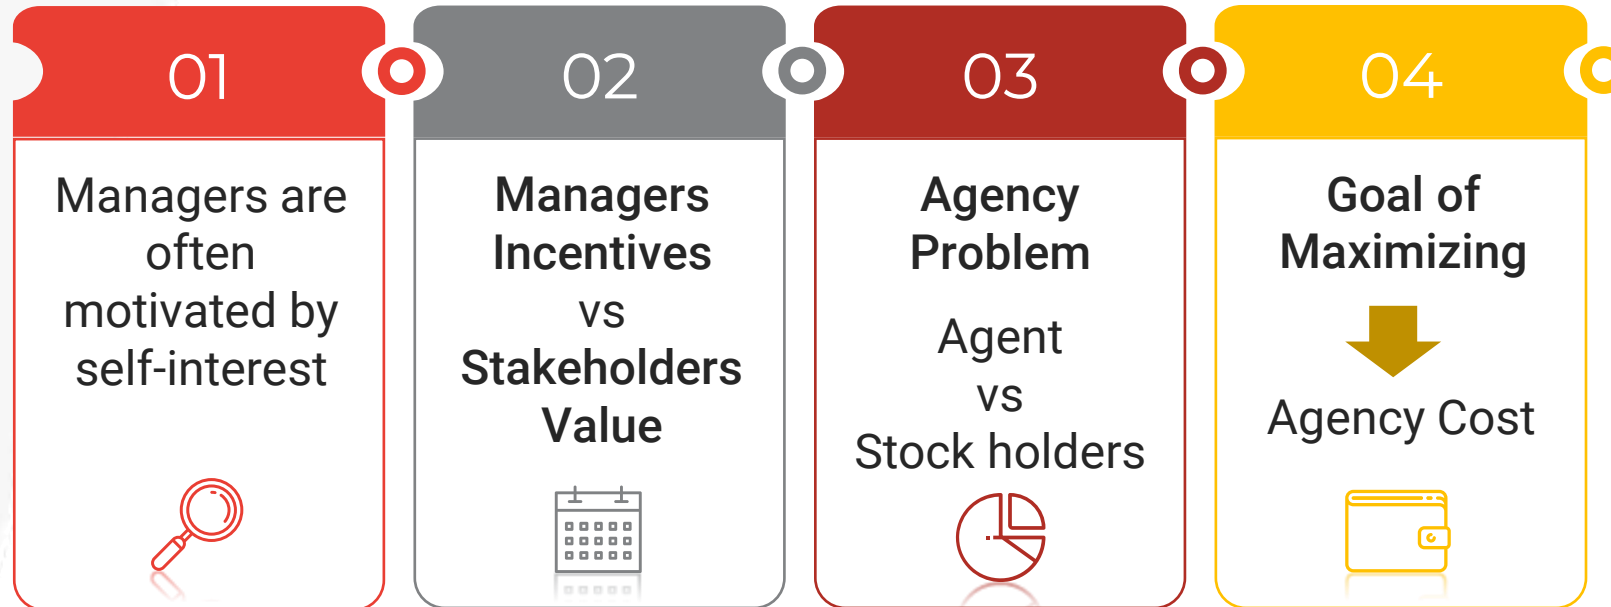 01
Managers are
often
motivated by
self-interest
02
Managers
Incentives
vs
Stakeholders
Value
03
Agency
Problem
Agent
vs
Stock holders
04
Goal of
Maximizing
Agency Cost